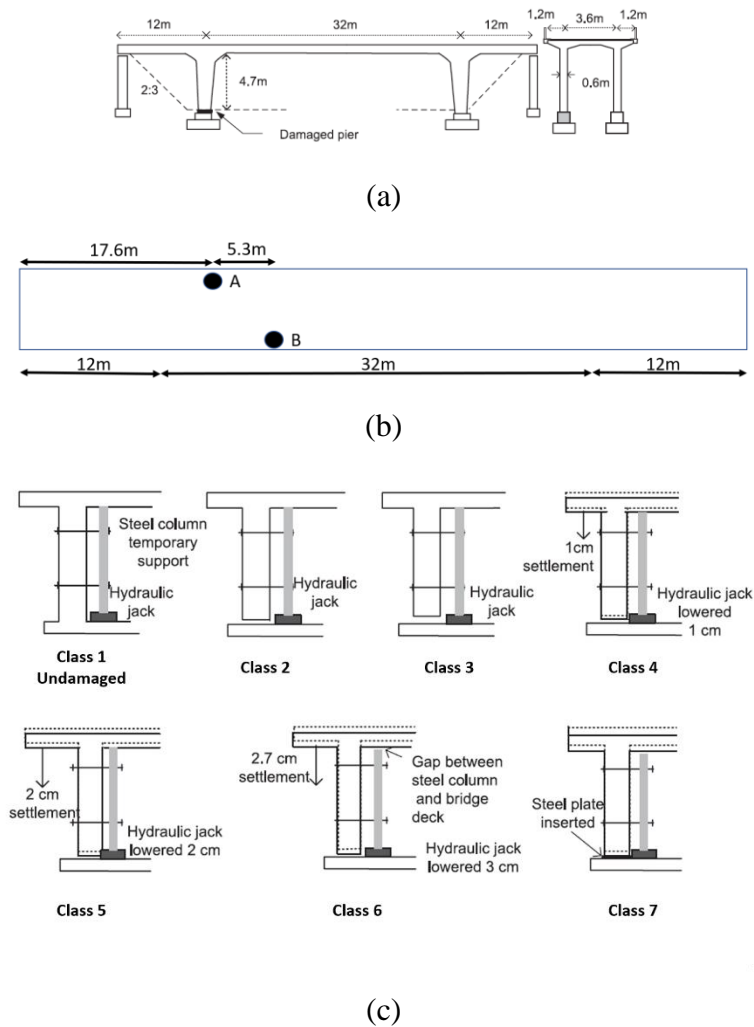 12m 32m 12m 1.2m 3.6m 1.2m
4.7m
2:3
0.6m
Damaged pier
(a)
17.6m 5.3m
A
B
12m 32m 12m
(b)
Steel column
temporary
support
Hydraulic
jack
Class 1
Undamaged
Hydraulic
jack
Class 2
Hydraulic
jack
Class 3
1cm
settlement
Hydraulic jack
lowered
1 cm
Class 4
2 cm
settlement
Hydraulic jack
lowered 2 cm
Class 5
2.7 cm
settlement
Gap between
steel column
and bridge
deck
Hydraulic jack
lowered 3 cm
Class 6
Steel plate
inserted
Class 7
(c)